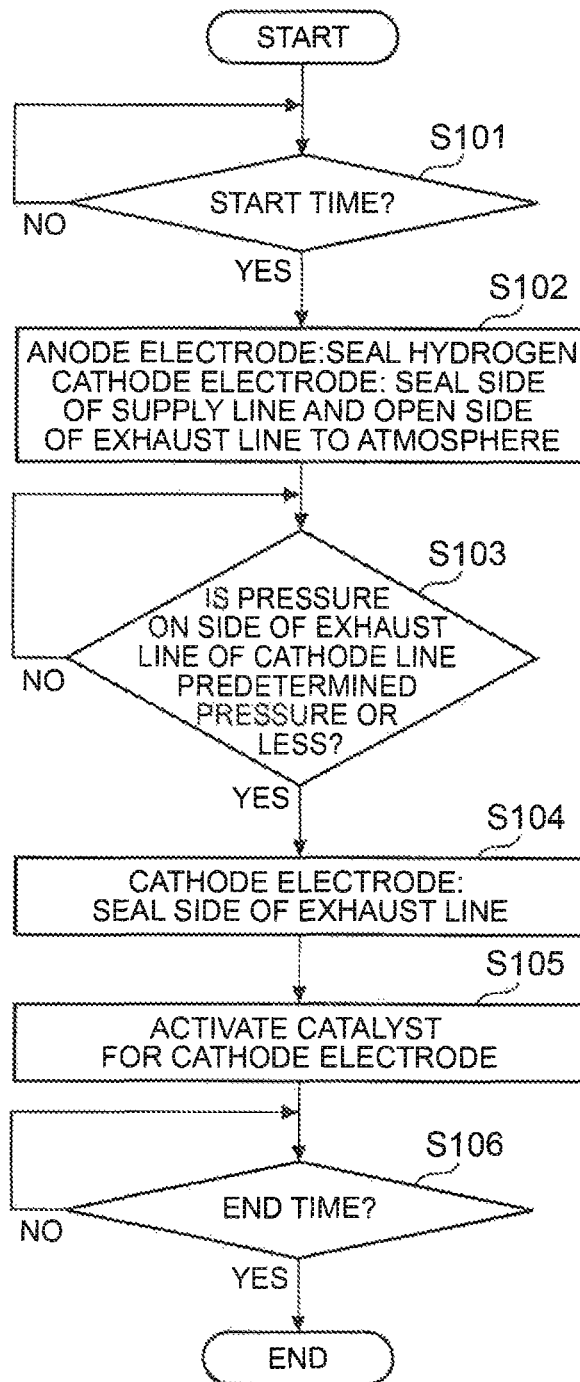 START
S101
START TIME?
NO
YES
S102
ANODE ELECTRODE:SEAL HYDROGEN
CATHODE ELECTRODE: SEAL SIDE
OF SUPPLY LINE AND OPEN SIDE
OF EXHAUST LINE TO ATMOSPHERE
S103
IS PRESSURE
ON SIDE OF EXHAUST
LINE OF CATHODE LINE
PREDETERMINED
PRESSURE OR
LESS?
NO
YES
S104
CATHODE ELECTRODE:
SEAL SIDE OF EXHAUST LINE
S105
ACTIVATE CATALYST
FOR CATHODE ELECTRODE
S106
END TIME?
NO
YES
END